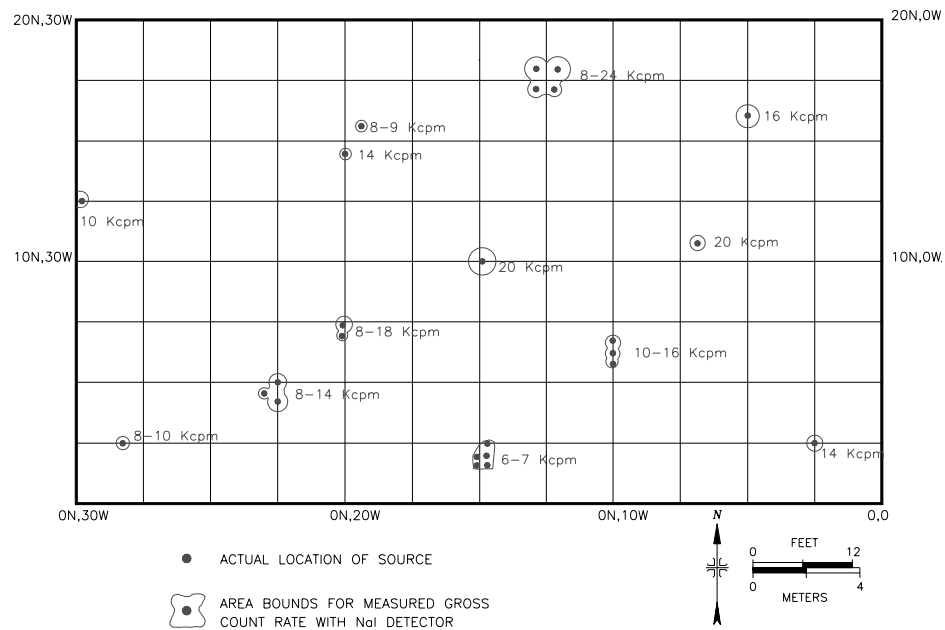 20N,30W
20N,0W
8-24 Kcpm
16 Kcpm
8-9 Kcpm
14 Kcpm
10 Kcpm
20 Kcpm
10N,30W
10N,0W
20 Kcpm
8-18 Kcpm
10-16 Kcpm
8-14 Kcpm
8-10 Kcpm
14 Kcpm
6-7 Kcpm
0N,30W
0N,20W
0N,10W
0,0
N
FEET
0 12
0 4
METERS
ACTUAL LOCATION OF SOURCE
AREA BOUNDS FOR MEASURED GROSS
COUNT RATE WITH NaI DETECTOR